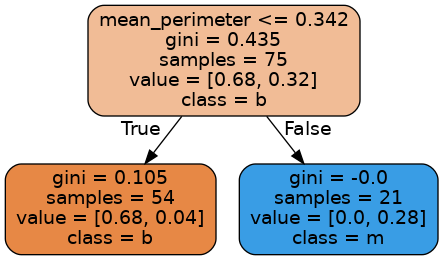 mean_perimeter <= 0.342
gini = 0.435
samples = 75
value = [0.68, 0.32]
class = b
True
False
gini = 0.105
samples = 54
value = [0.68, 0.04]
class = b
gini = -0.0
samples = 21
value = [0.0, 0.28]
class = m